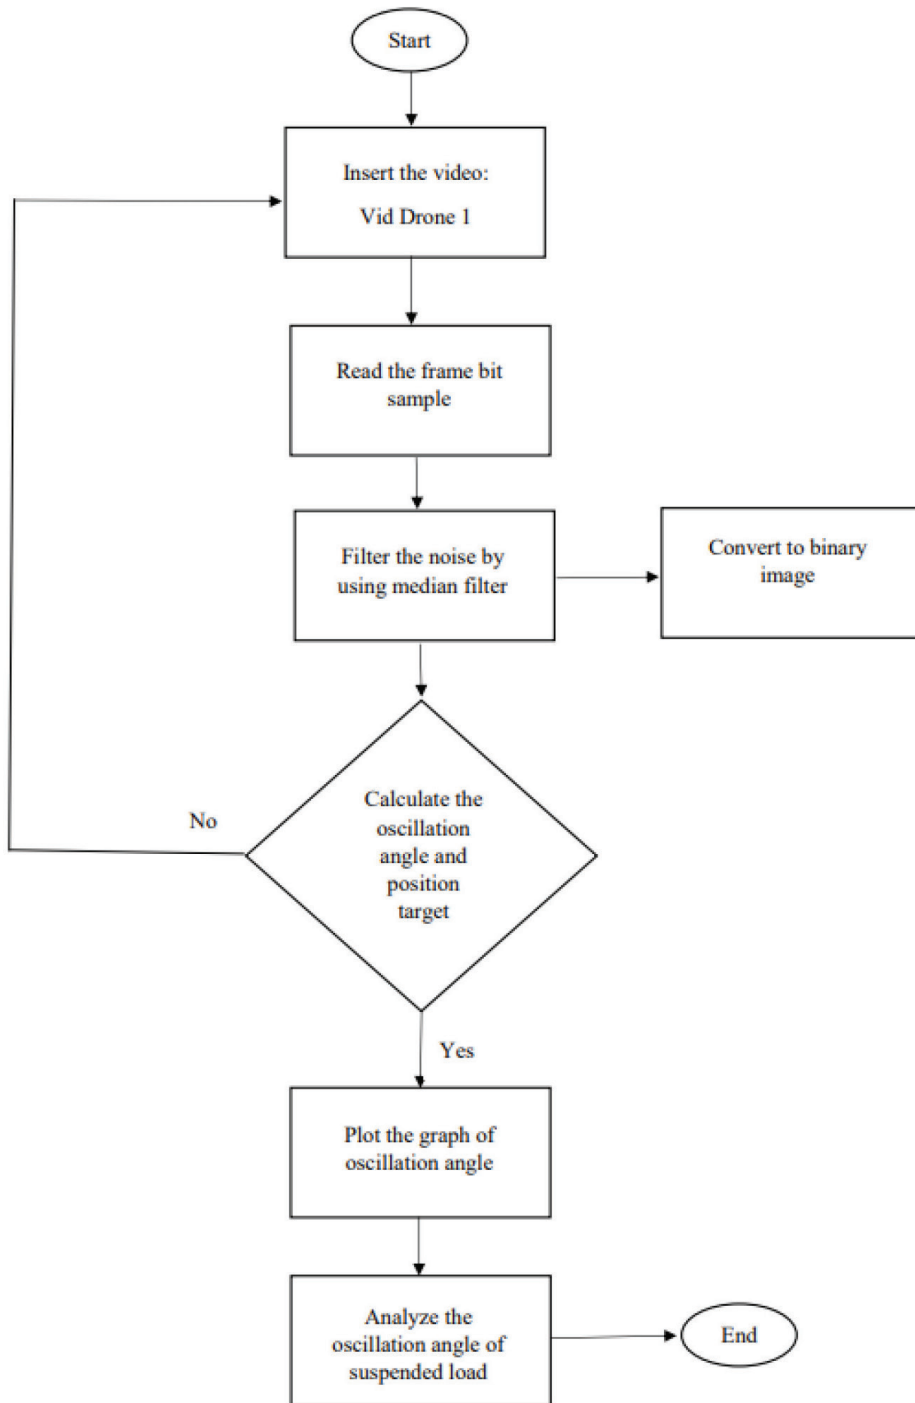 Start
Insert the video:
Vid Drone 1
Read the frame bit
sample
Filter the noise by
using median filter
Convert to binary
image
Calculate the
oscillation
angle and
position
target
No
Yes
Plot the graph of
oscillation angle
Analyze the
oscillation angle of
suspended load
End